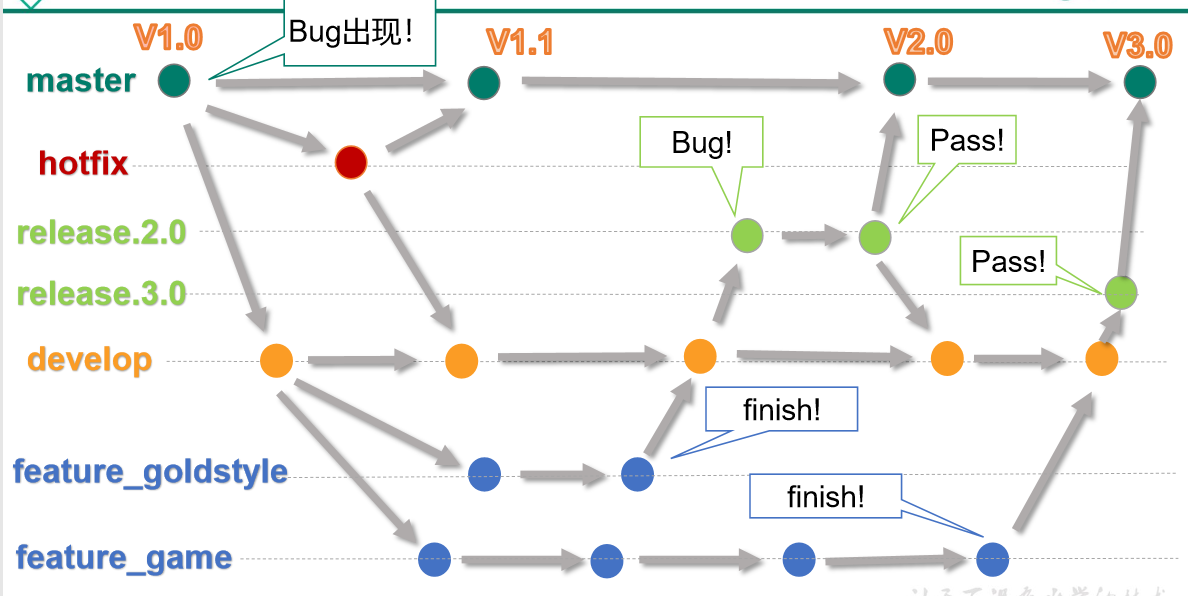 Bug出现！
V1.0
V1.1
V2.0
V3.0
master
hotfix
Bug!
Pass!
release.2.0
Pass!
release.3.0
develop
finish!
feature_goldstyle
finish!
feature_game